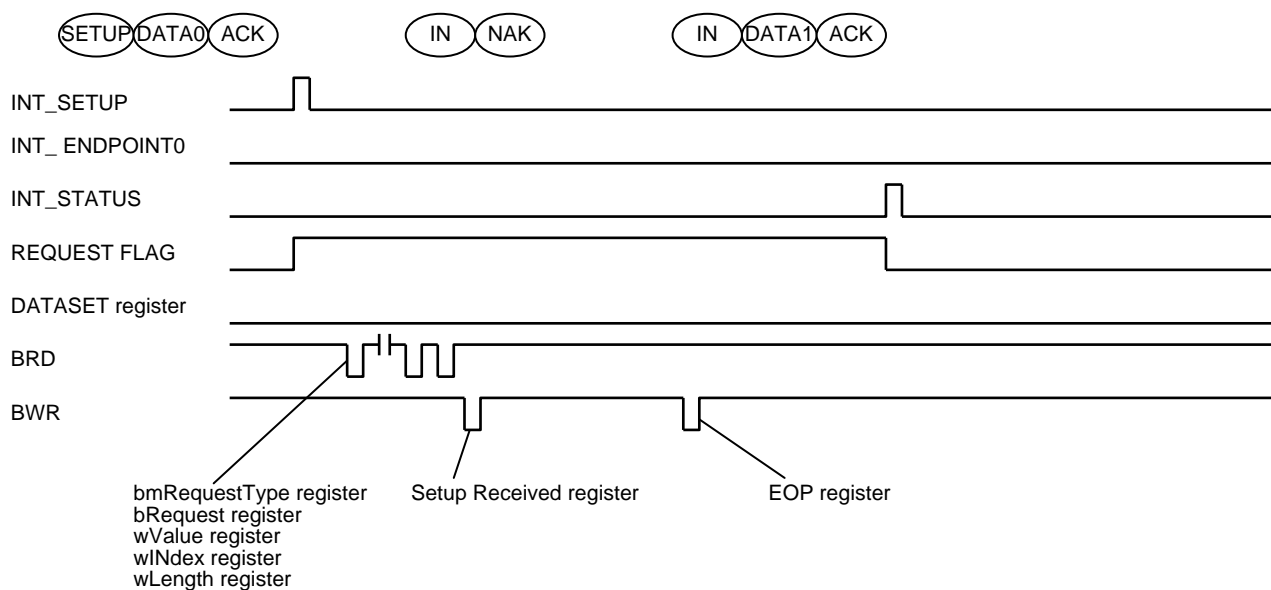 SETUP DATA0 ACK IN NAK IN DATA1 ACK
INT_SETUP
INT_ ENDPOINT0
INT_STATUS
REQUEST FLAG
DATASET register
BRD
BWR
bmRequestType register
bRequest register
wValue register
wINdex register
wLength register
Setup Received register
EOP register